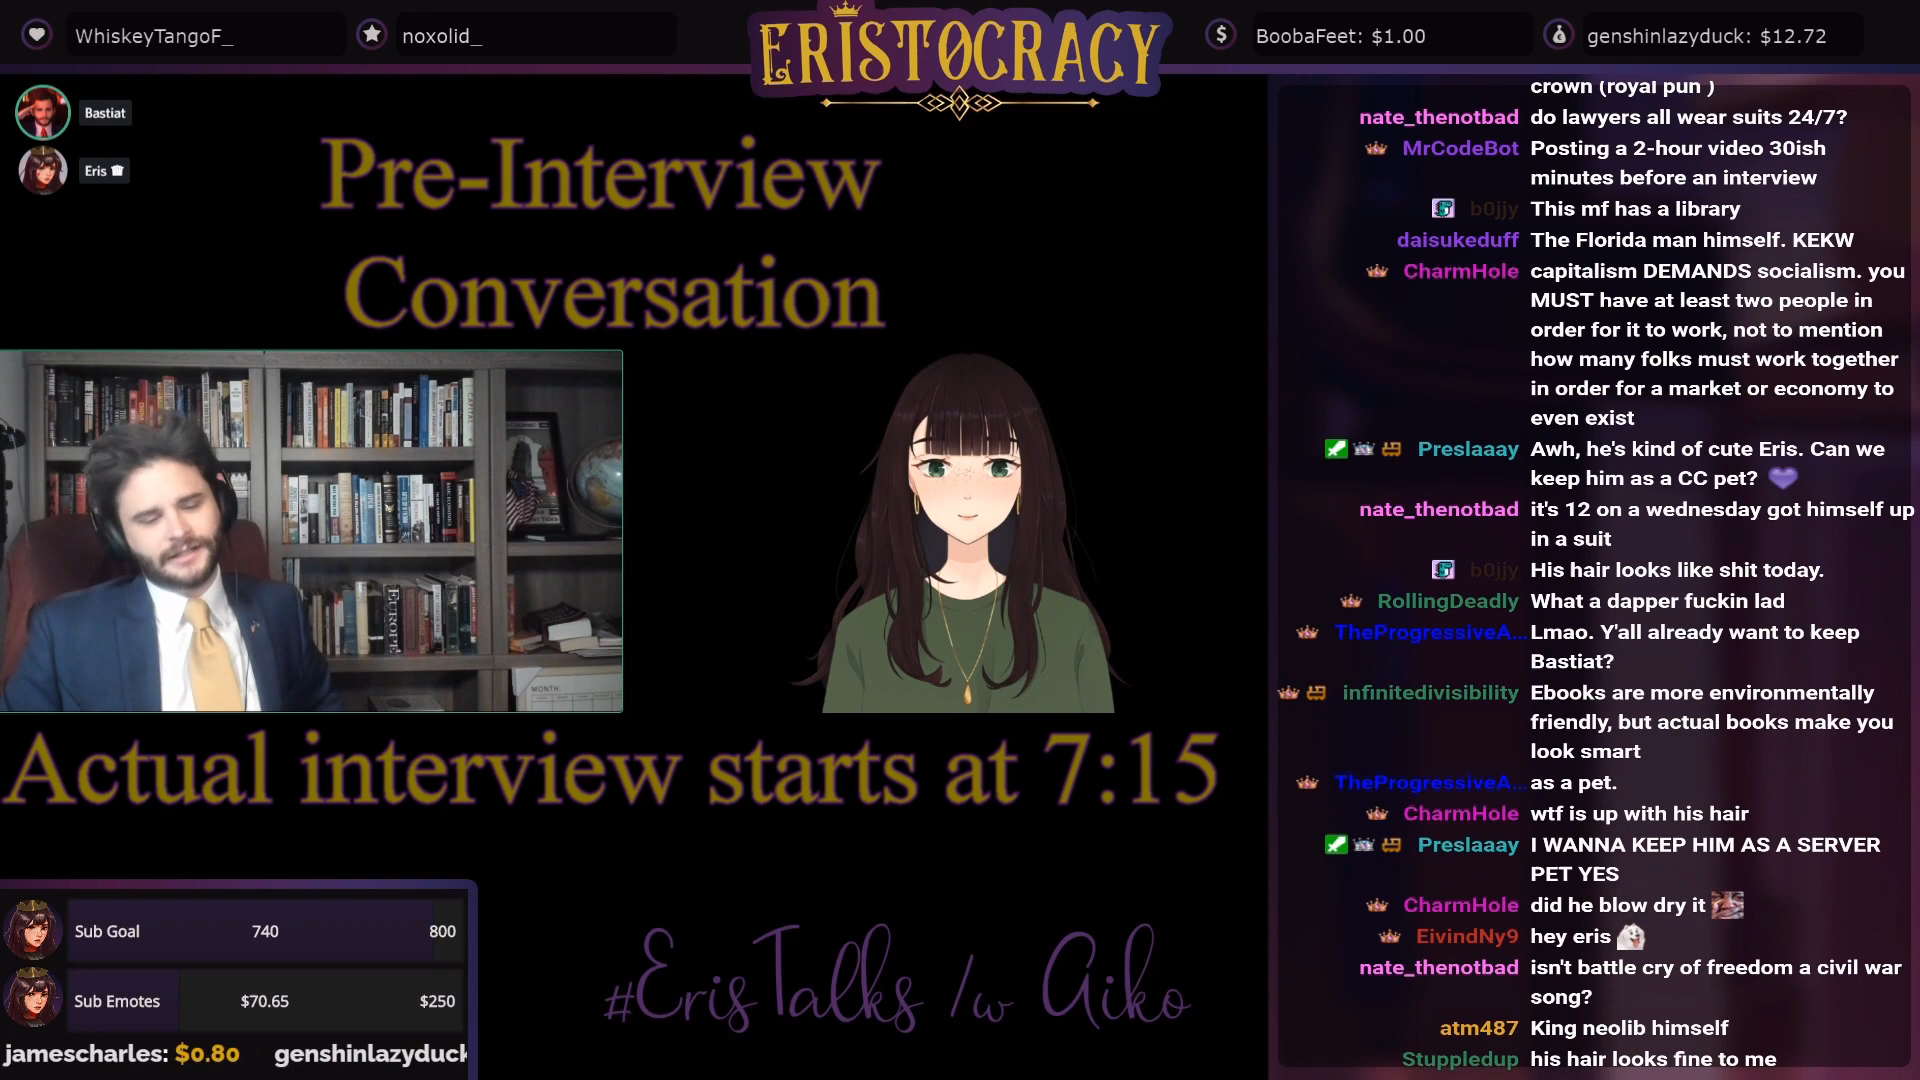 WhiskeyTangoF_
noxolid_
ERISTOCRACY
BoobaFeet: $1.00
genshinlazyduck: $12.72
Bastiat
Eris
Pre-Interview
Conversation
EUROPE
MONTH:
Actual interview starts at 7:15
Sub Goal 740 800
Sub Emotes $70.65 $250
jamescharles: $0.80 genshinlazyduck
#ErisTalks /w Aiko
crown (royal pun )
nate_thenotbad do lawyers all wear suits 24/7?
MrCodeBot Posting a 2-hour video 30ish
minutes before an interview
b0jjy This mf has a library
daisukeduff The Florida man himself. KEKW
CharmHole capitalism DEMANDS socialism. you
MUST have at least two people in
order for it to work, not to mention
how many folks must work together
in order for a market or economy to
even exist
Preslaaay Awh, he's kind of cute Eris. Can we
keep him as a CC pet?
nate_thenotbad it's 12 on a wednesday got himself up
in a suit
b0jjy His hair looks like shit today.
RollingDeadly What a dapper fuckin lad
TheProgressiveA... Lmao. Y'all already want to keep
Bastiat?
infinitedivisibility Ebooks are more environmentally
friendly, but actual books make you
look smart
TheProgressiveA... as a pet.
CharmHole wtf is up with his hair
Preslaaay I WANNA KEEP HIM AS A SERVER
PET YES
CharmHole did he blow dry it
EivindNy9 hey eris
nate_thenotbad isn't battle cry of freedom a civil war
song?
atm487 King neolib himself
Stuppledup his hair looks fine to me